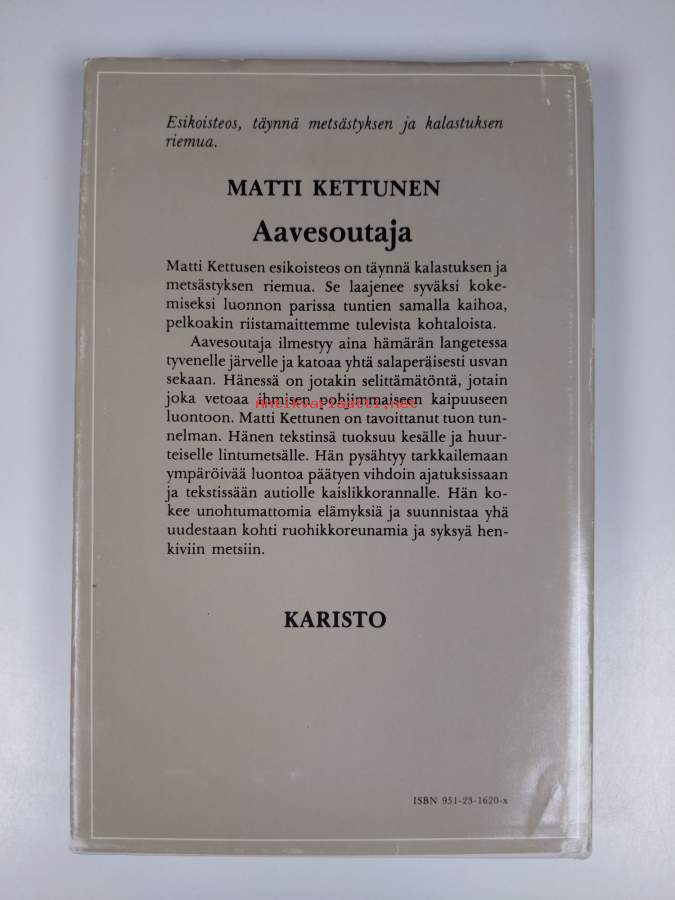 Esikoisteos, täynnä metsästyksen ja kalastuksen
riemua.
MATTI KETTUNEN
Aavesoutaja
Matti Kettusen esikoisteos on täynnä kalastuksen ja
metsästyksen riemua. Se laajenee syväksi koke-
miseksi luonnon parissa tuntien samalla kaihoa,
pelkoakin riistamaittemme tulevista kohtaloista.
Aavesoutaja ilmestyy aina hämärän langetessa
tyvenelle järvelle ja katoaa yhtä salaperäisesti usvan
sekaan. Hänessä on jotakin selittämätöntä, jotain
joka vetoaa ihmisen pohjimmaiseen kaipuuseen
antikvariaatti.net
luontoon. Matti Kettunen on tavoittanut tuon tun-
nelman. Hänen tekstinsä tuoksuu kesälle ja huur-
teiselle lintumetsälle. Hän pysähtyy tarkkailemaan
ympäröivää luontoa päätyen vihdoin ajatuksissaan
ja tekstissään autiolle kaislikkorannalle. Hän ko-
kee unohtumattomia elämyksiä ja suunnistaa yhä
uudestaan kohti ruohikkoreunamia ja syksyä hen-
kiviin metsiin.
KARISTO
ISBN 951-23-1620-x